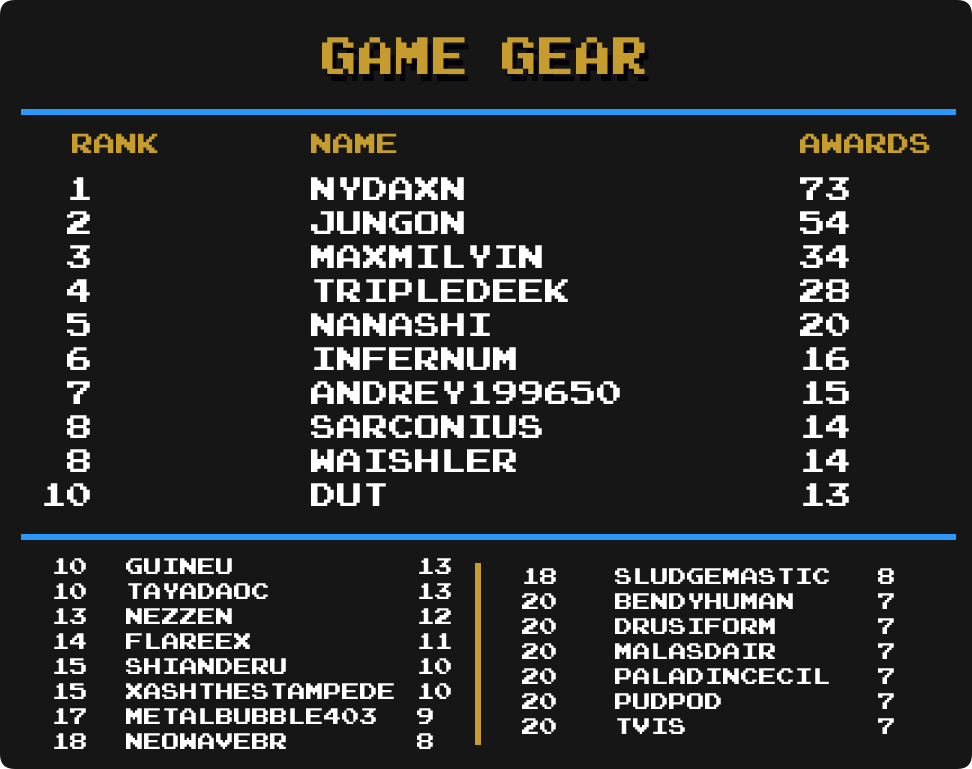 GAME GEAR
RANK NAME AWARDS
1 NYDAXN 73
2 JUNGON 54
3 MAXMILYIN 34
4 TRIPLEDEEK 28
5 NANASHI 20
6 INFERNUM 16
7 ANDREY199650 15
8 SARCONIUS 14
8 WAISHLER 14
10 DUT 13
10 GUINEU 13
10 TAYADAOC 13
13 NEZZEN 12
14 FLAREEX 11
15 SHIANDERU 10
15 XASHTHESTAMPEDE 10
17 METALBUBBLE403 9
18 NEOWAVEBR 8
18 SLUDGEMASTIC 8
20 BENDYHUMAN 7
20 DRUSIFORM 7
20 MALASDAIR 7
20 PALADINCECIL 7
20 PUDPOD 7
20 TVIS 7